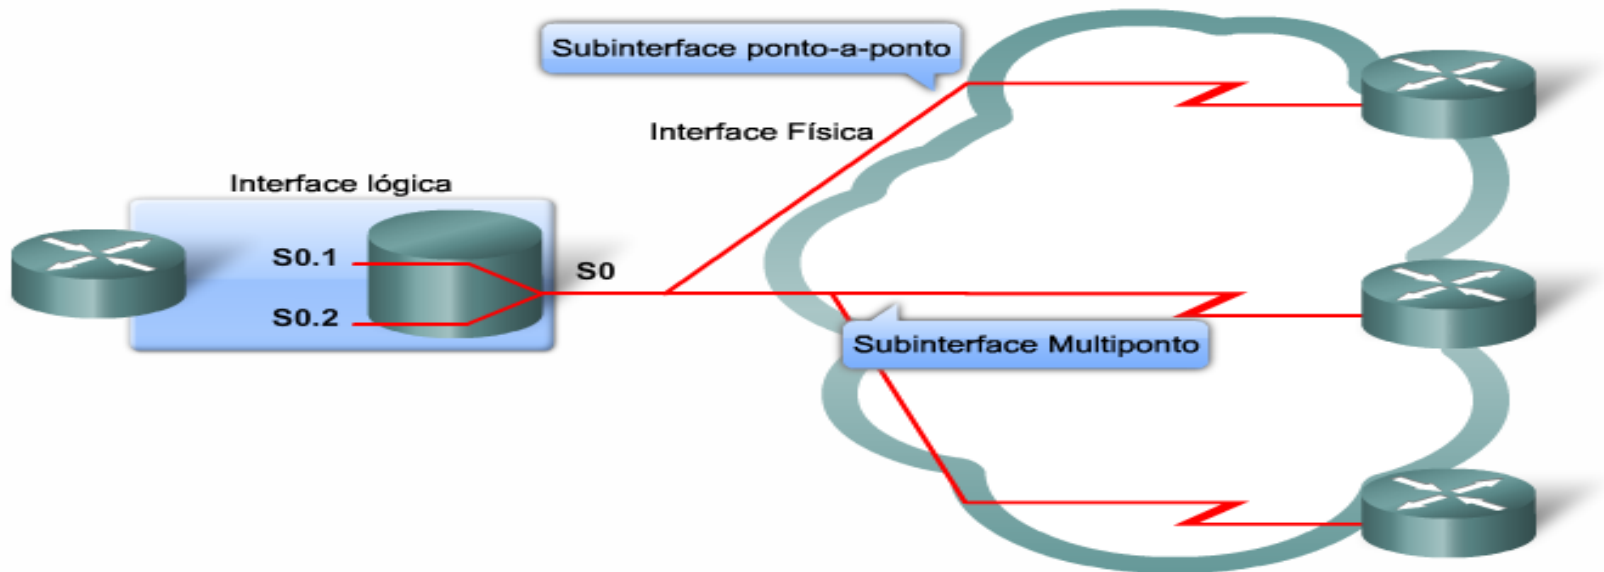 Subinterface ponto-a-ponto
Interface Física
Interface lógica
S0.1
S0
S0.2
Subinterface Multiponto